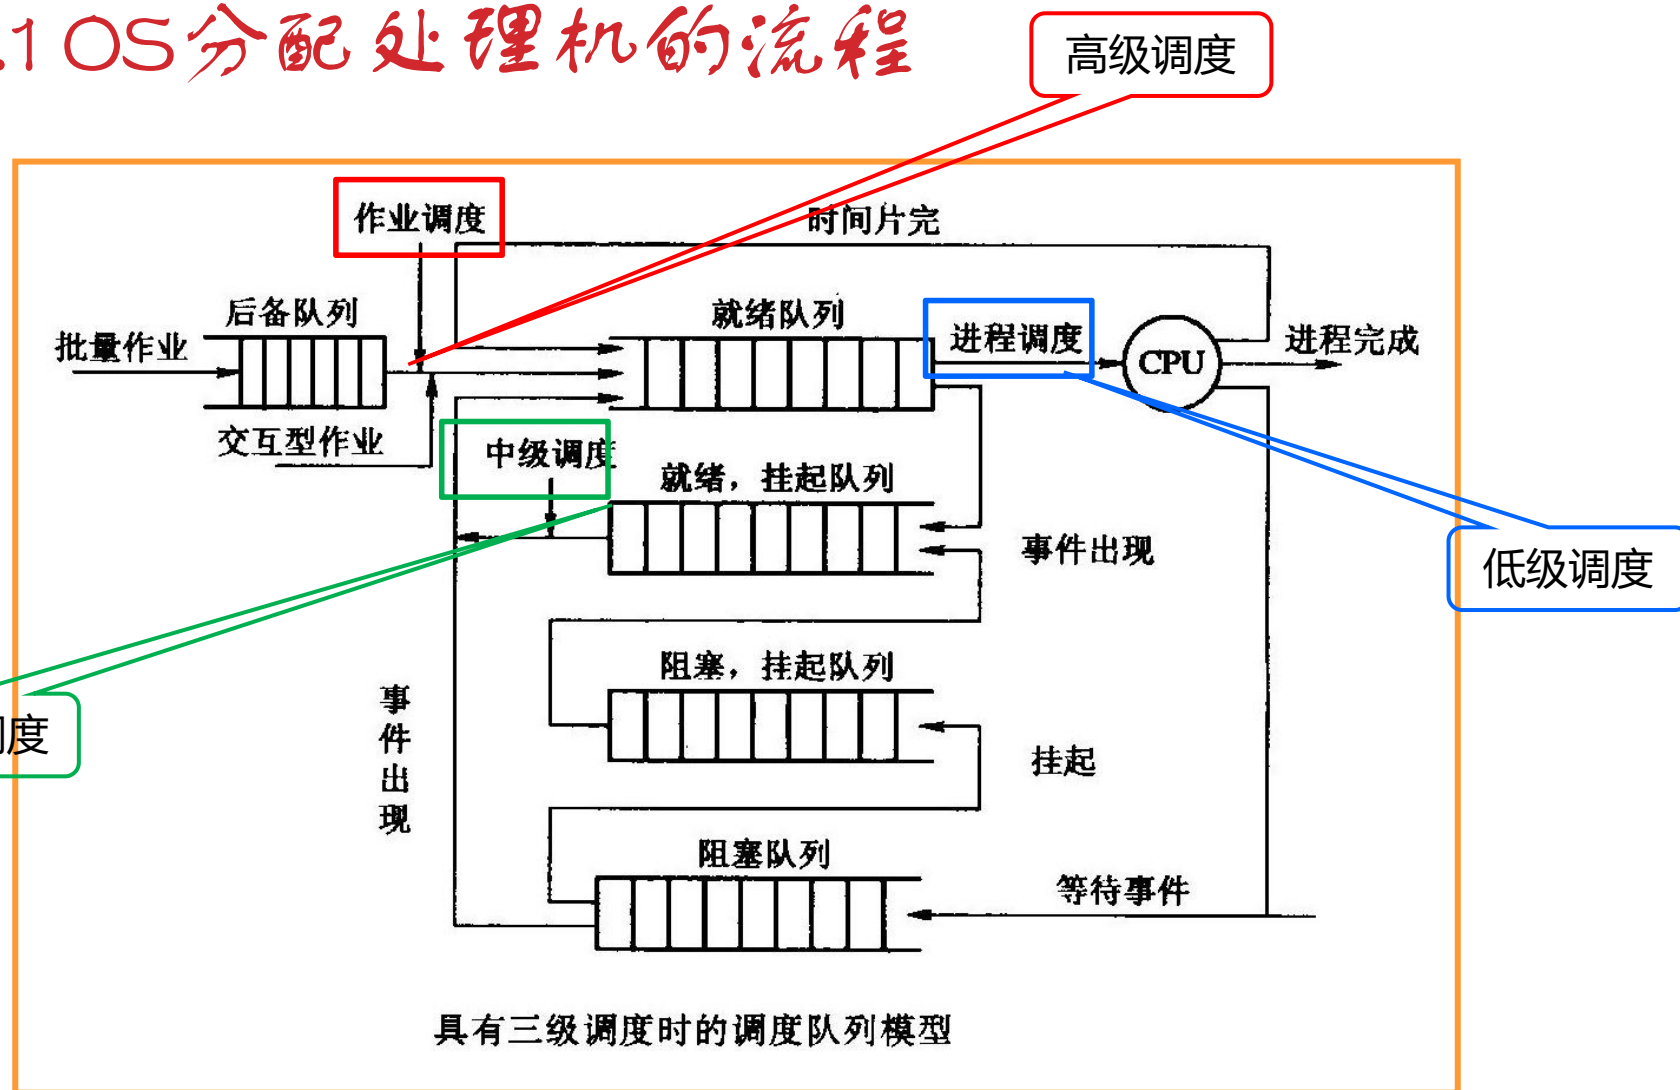 .1 OS分配处理机的流程
高级调度
作业调度
时间片完
后备队列
就绪队列
批量作业
进程调度
CPU
进程完成
交互型作业
中级调度
就绪，挂起队列
事件出现
低级调度
阻塞，挂起队列
事件出现
调度
挂起
阻塞队列
等待事件
具有三级调度时的调度队列模型